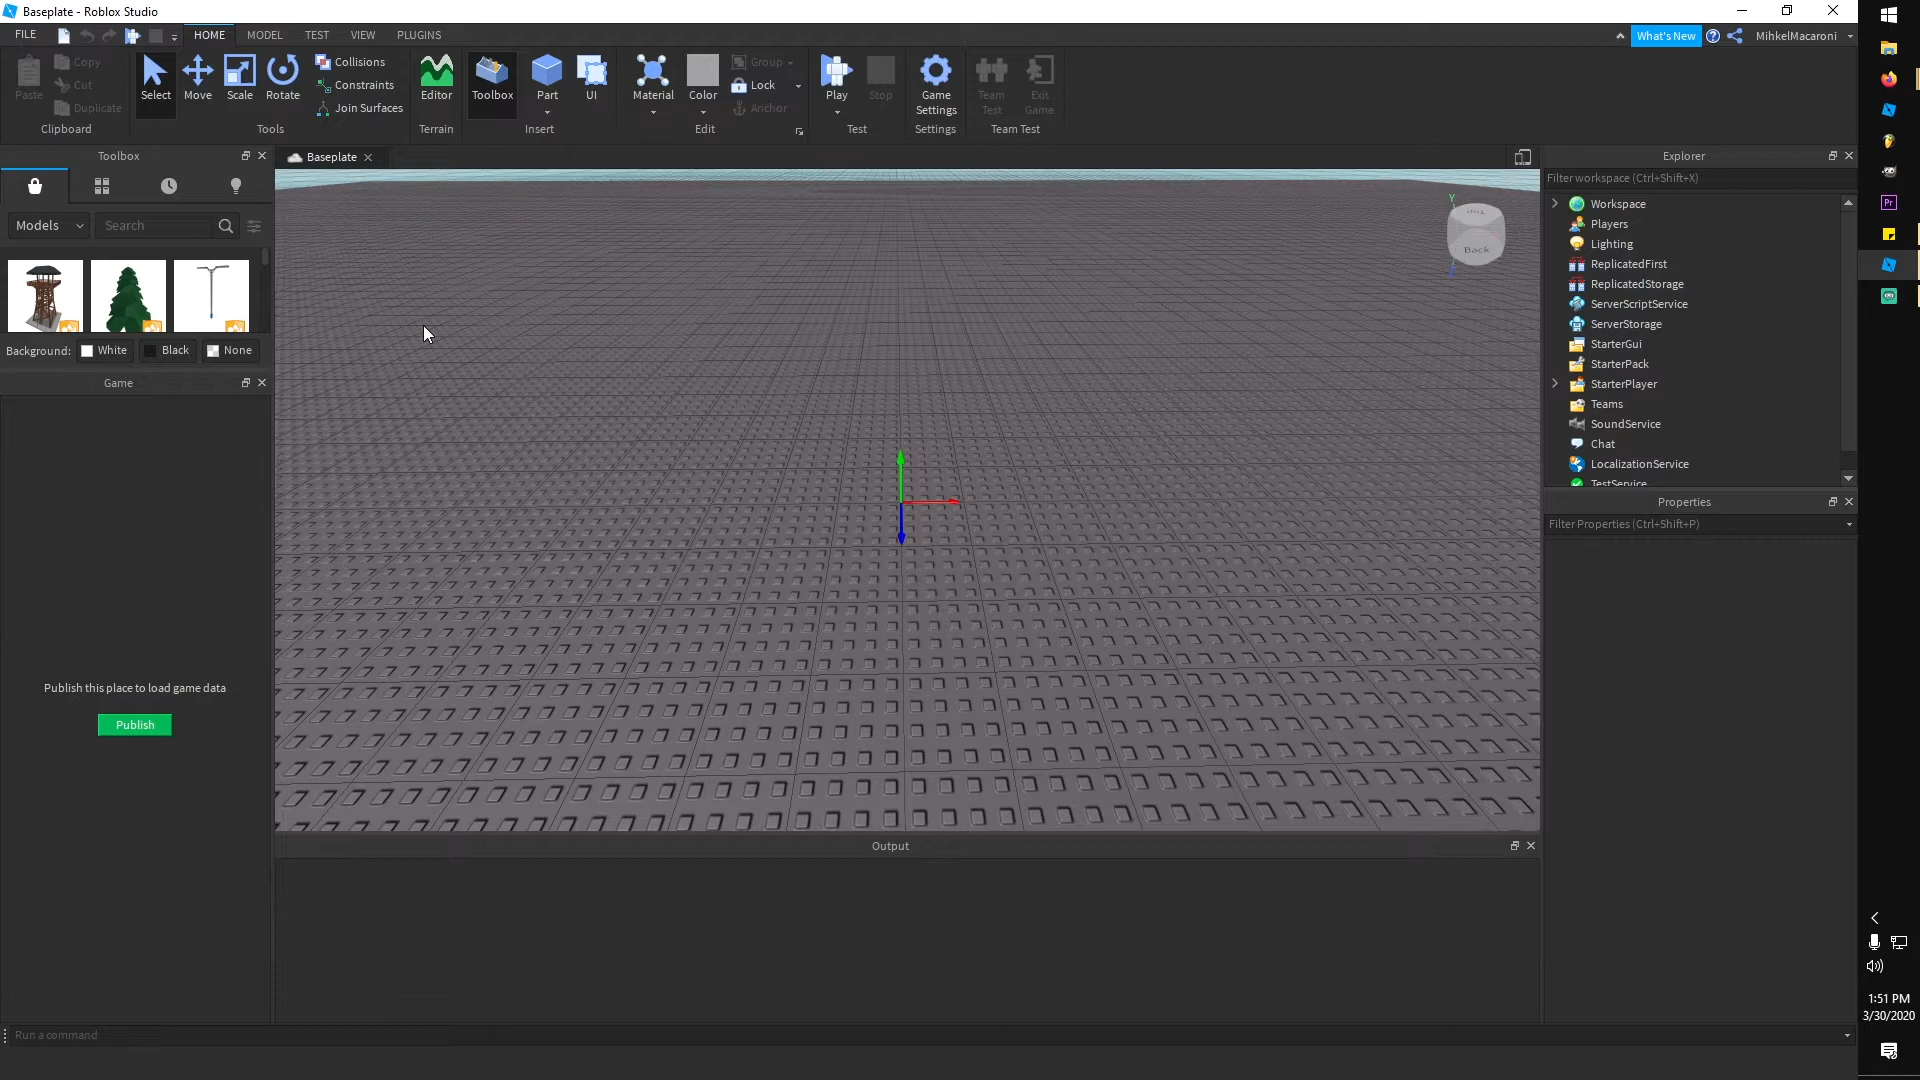 Baseplate - Roblox Studio
FILE
HOME
MODEL
TEST
VIEW
PLUGINS
What's New
MihkelMacaroni
Paste
Copy
Cut
Duplicate
Clipboard
Select
Move
Scale
Rotate
Collisions
Constraints
Join Surfaces
Tools
Editor
Terrain
Toolbox
Part
UI
Insert
Material
Color
Group
Lock
Anchor
Edit
Play
Stop
Test
Game
Settings
Settings
Team
Test
Exit
Game
Team Test
Toolbox
Models
Search
Background:
White
Black
None
Game
Publish this place to load game data
Publish
Baseplate
Y
Top
Back
Output
Explorer
Filter workspace (Ctrl+Shift+X)
Workspace
Players
Lighting
ReplicatedFirst
ReplicatedStorage
ServerScriptService
ServerStorage
StarterGui
StarterPack
StarterPlayer
Teams
SoundService
Chat
LocalizationService
TestService
Properties
Filter Properties (Ctrl+Shift+P)
Run a command
Pr
1:51 PM
3/30/2020